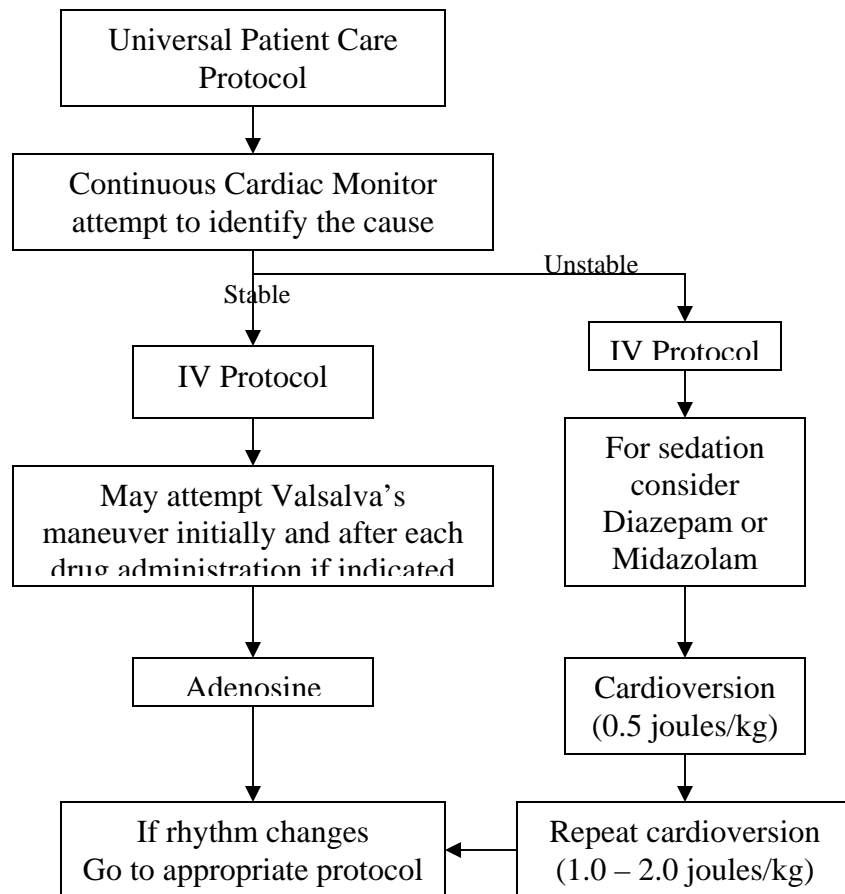 Universal Patient Care
Protocol
Continuous Cardiac Monitor
attempt to identify the cause
Unstable
Stable
IV Protocol
IV Protocol
May attempt Valsalva’s
maneuver initially and after each
drug administration if indicated
For sedation
consider
Diazepam or
Midazolam
Adenosine
Cardioversion
(0.5 joules/kg)
If rhythm changes
Go to appropriate protocol
Repeat cardioversion
(1.0 – 2.0 joules/kg)